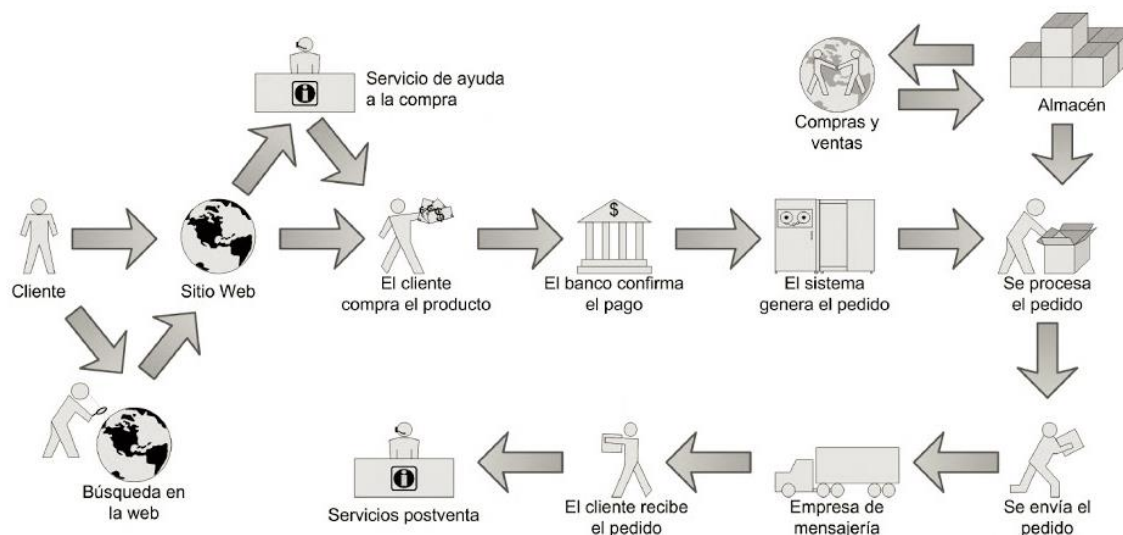 Servicio de ayuda
a la compra
Compras y
ventas
Almacén
Cliente
Sitio Web
$
El cliente
compra el producto
El banco confirma
el pago
El sistema
genera el pedido
Se procesa
el pedido
Búsqueda en
la web
Servicios postventa
El cliente recibe
el pedido
Empresa de
mensajería
Se envía el
pedido